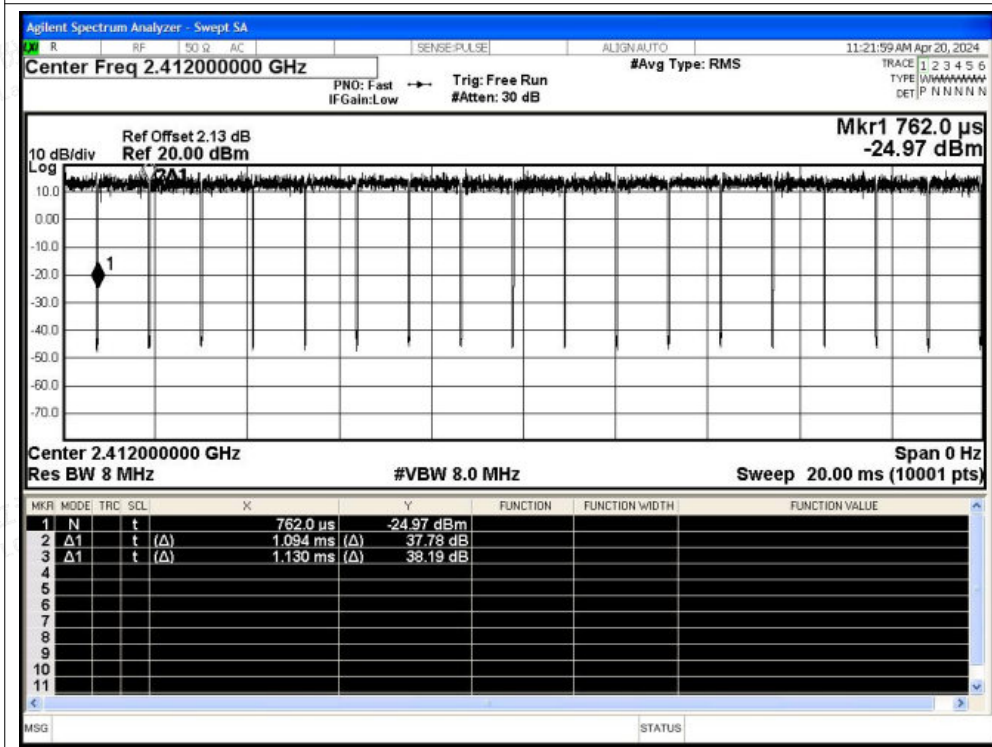 Agilent Spectrum Analyzer - Swept SA
R RF 50 Ω AC SENSE:PULSE ALIGN AUTO 11:21:59 AM Apr 20, 2024
Center Freq 2.412000000 GHz #Avg Type: RMS TRACE 1 2 3 4 5 6
PNO: Fast Trig: Free Run TYPE WWWWWW
IFGain:Low #Atten: 30 dB DET P N N N N N
Mkr1 762.0 µs
Ref Offset 2.13 dB
10 dB/div Ref 20.00 dBm -24.97 dBm
Log
10.0
0.00
-10.0
1
-20.0
-30.0
-40.0
-50.0
-60.0
-70.0
Center 2.412000000 GHz Span 0 Hz
Res BW 8 MHz #VBW 8.0 MHz Sweep 20.00 ms (10001 pts)
MKR MODE TRC SCL X Y FUNCTION FUNCTION WIDTH FUNCTION VALUE
1 N t 762.0 µs -24.97 dBm
2 Δ1 t (Δ) 1.094 ms (Δ) 37.78 dB
3 Δ1 t (Δ) 1.130 ms (Δ) 38.19 dB
4
5
6
7
8
9
10
11
MSG STATUS